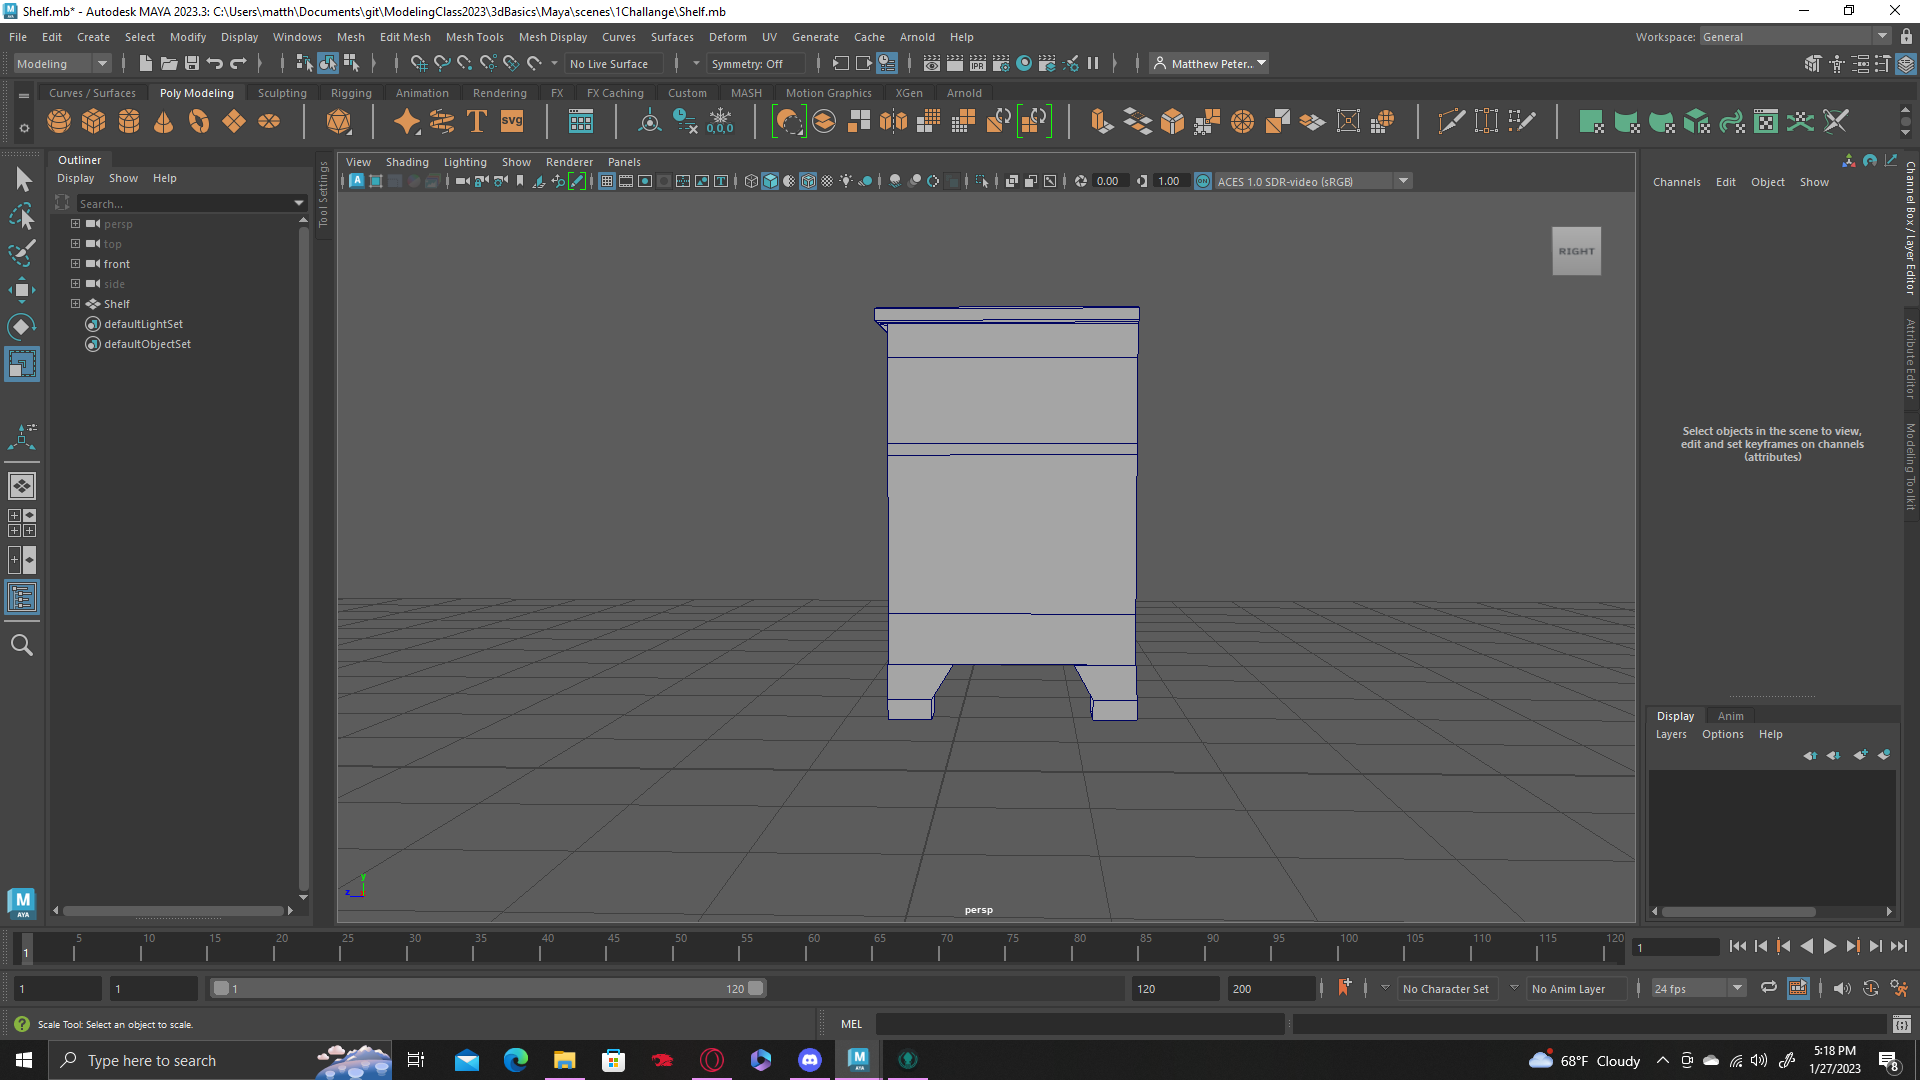 Shelf.mb* - Autodesk MAYA 2023.3: C:\Users\matth\Documents\git\ModelingClass2023\3dBasics\Maya\scenes\1Challange\Shelf.mb
File Edit Create Select Modify Display Windows Mesh Edit Mesh Mesh Tools Mesh Display Curves Surfaces Deform UV Generate Cache Arnold Help
Workspace: General
Modeling No Live Surface Symmetry: Off IPR Matthew Peter..
Curves / Surfaces Poly Modeling Sculpting Rigging Animation Rendering FX FX Caching Custom MASH Motion Graphics XGen Arnold
T SVG 0,0,0
Outliner
Display Show Help
Search...
persp
top
front
side
Shelf
defaultLightSet
defaultObjectSet
Tool Settings
View Shading Lighting Show Renderer Panels
0.00 1.00 ON ACES 1.0 SDR-video (sRGB)
RIGHT
y
z
persp
Channels Edit Object Show
Select objects in the scene to view,
edit and set keyframes on channels
(attributes)
Channel Box / Layer Editor
Attribute Editor
Modeling Toolkit
Display Anim
Layers Options Help
M
AYA
1 5 10 15 20 25 30 35 40 45 50 55 60 65 70 75 80 85 90 95 100 105 110 115 120 1
1 1 1 120 120 200 No Character Set No Anim Layer 24 fps
Scale Tool: Select an object to scale.
MEL
Type here to search
68°F Cloudy
5:18 PM
1/27/2023
8